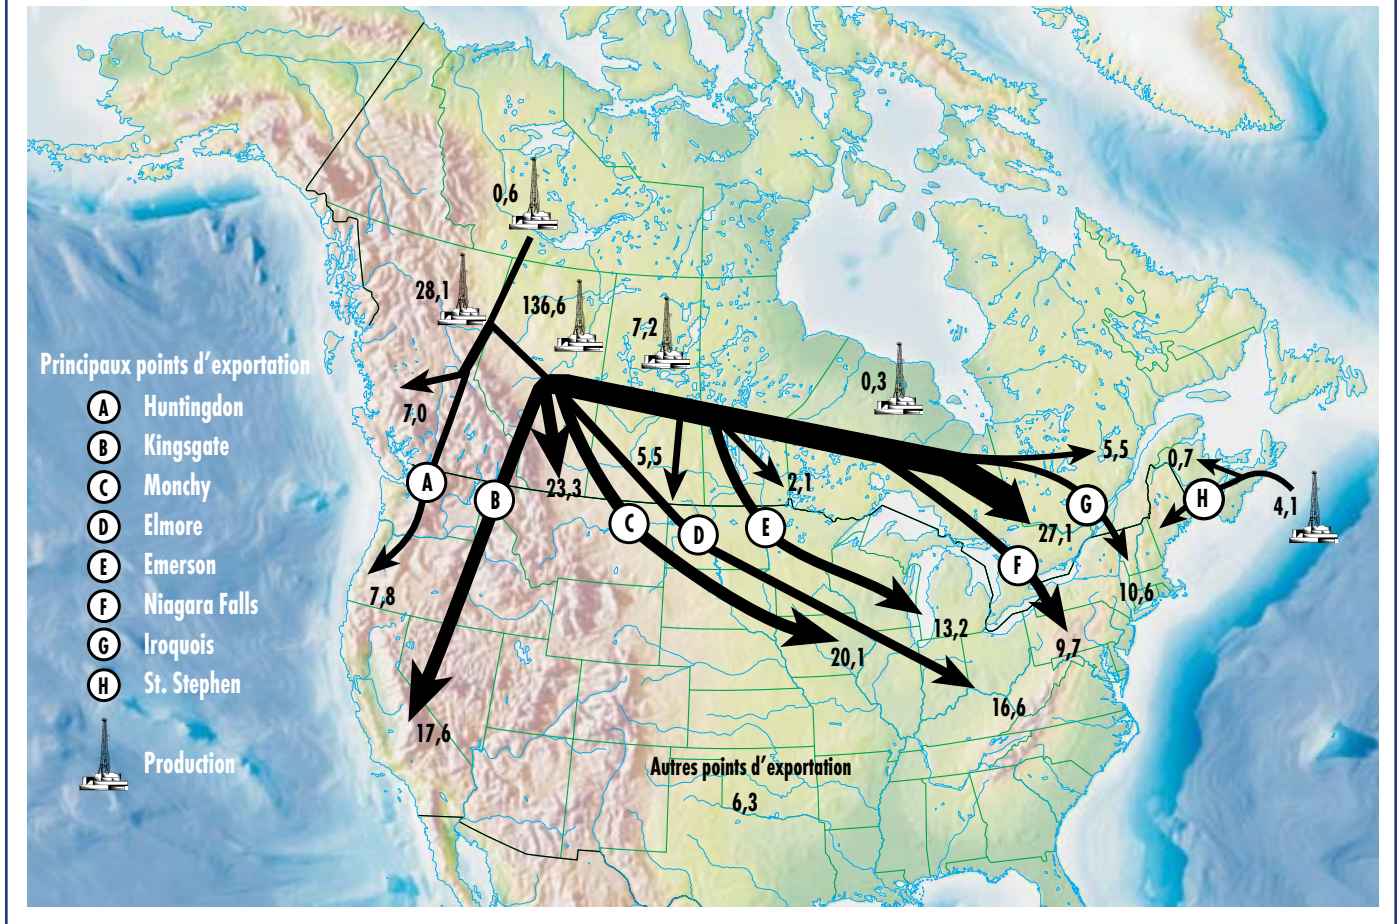 0,6
28,1
136,6
7,2
0,3
Principaux points d'exportation
A Huntingdon
B Kingsgate
C Monchy
D Elmore
E Emerson
F Niagara Falls
G Iroquois
H St. Stephen
Production
7,0
A
B
23,3
C
5,5
D
2,1
E
27,1
F
5,5
G
0,7
H
4,1
7,8
17,6
20,1
16,6
13,2
9,7
10,6
Autres points d'exportation
6,3